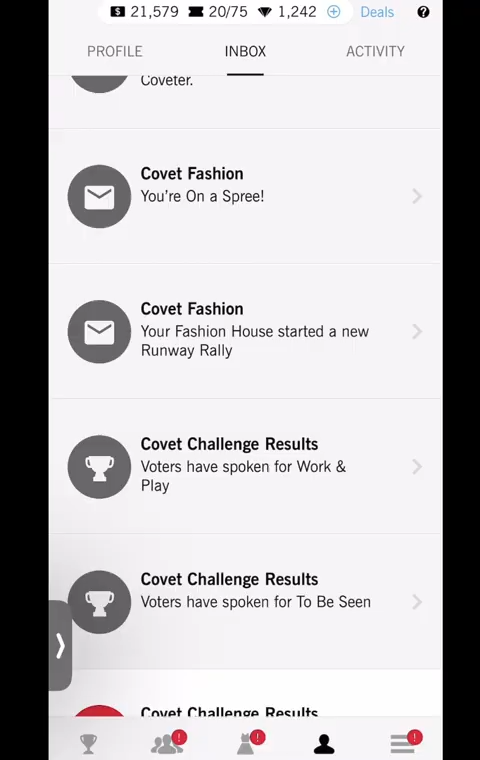 21,579 20/75 1,242 Deals ?
PROFILE INBOX ACTIVITY
Coveter.
Covet Fashion
You're On a Spree!
Covet Fashion
Your Fashion House started a new
Runway Rally
Covet Challenge Results
Voters have spoken for Work &
Play
Covet Challenge Results
Voters have spoken for To Be Seen
Covet Challenge Results